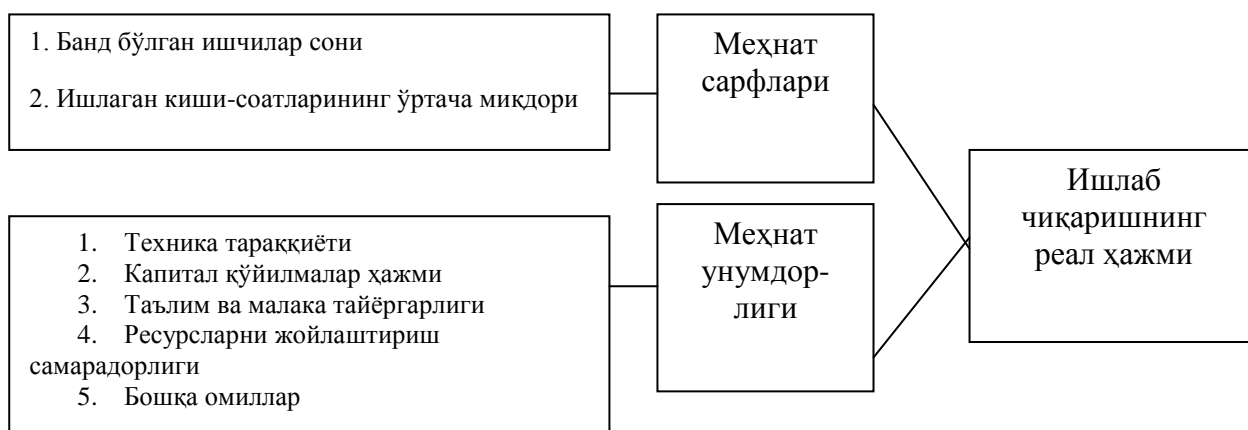 1. Банд бўлган ишчилар сони
2. Ишлаган киши-соатларининг ўртача миқдори
Меҳнат
сарфлари
1. Техника тараққиёти
2. Капитал қўйилмалар ҳажми
3. Таълим ва малака тайёргарлиги
4. Ресурсларни жойлаштириш
самарадорлиги
5. Бошқа омиллар
Меҳнат
унумдор-
лиги
Ишлаб
чиқаришнинг
реал ҳажми